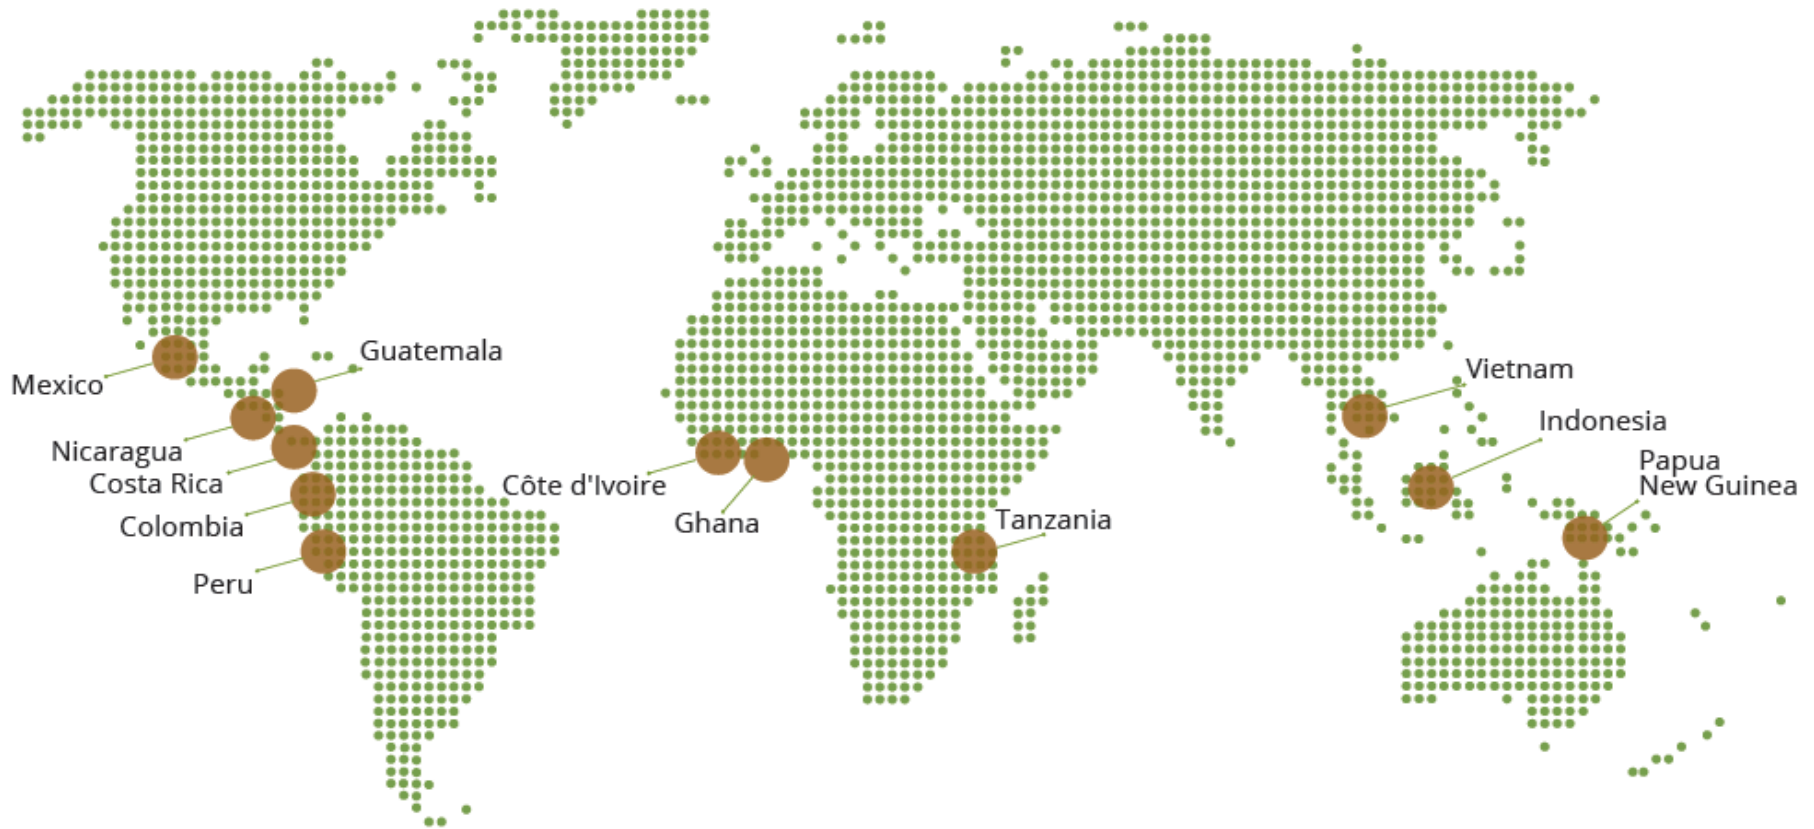 Guatemala
Mexico
Nicaragua
Costa Rica
Colombia
Peru
Côte d'Ivoire
Ghana
Tanzania
Vietnam
Indonesia
Papua
New Guinea